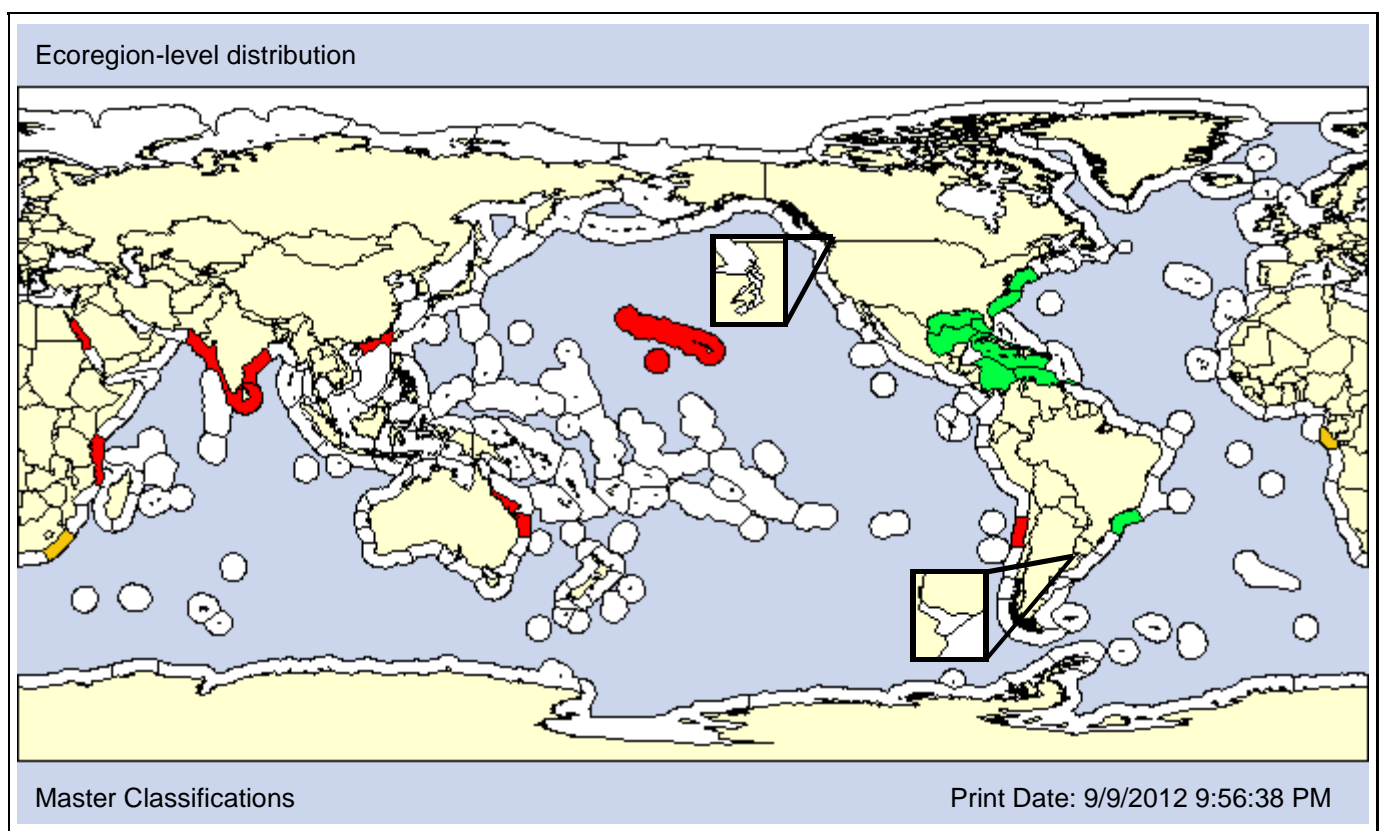 Ecoregion-level distribution
Master Classifications
Print Date: 9/9/2012 9:56:38 PM